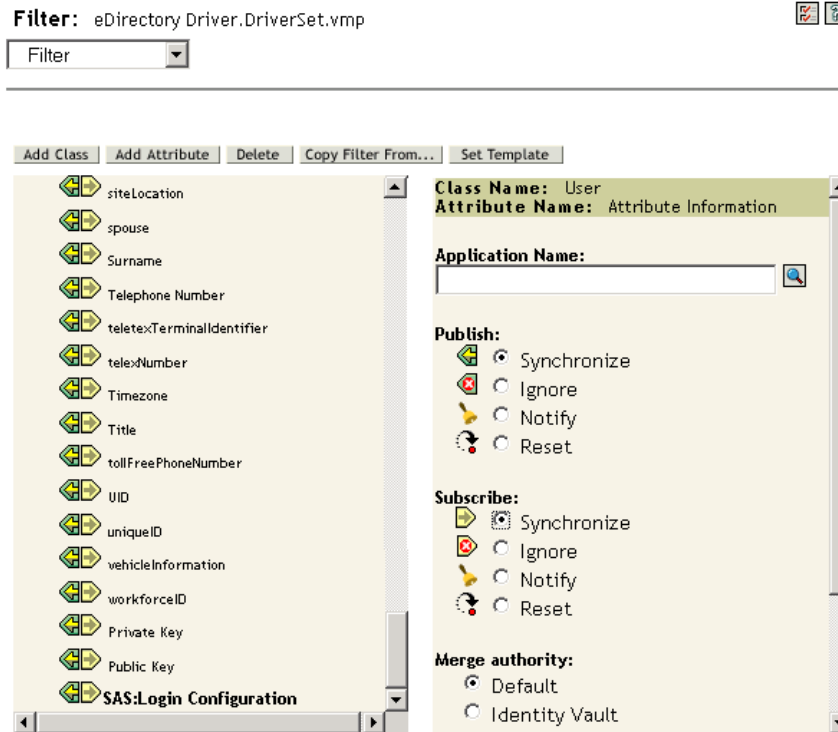 Filter: eDirectory Driver.DriverSet.vmp
Filter
Add Class Add Attribute Delete Copy Filter From... Set Template
siteLocation
spouse
Surname
Telephone Number
teletexTerminalIdentifier
telexNumber
Timezone
Title
tollFreePhoneNumber
UID
uniqueID
vehicleInformation
workforceID
Private Key
Public Key
SAS:Login Configuration
Class Name: User
Attribute Name: Attribute Information
Application Name:
Publish:
Synchronize
Ignore
Notify
Reset
Subscribe:
Synchronize
Ignore
Notify
Reset
Merge authority:
Default
Identity Vault